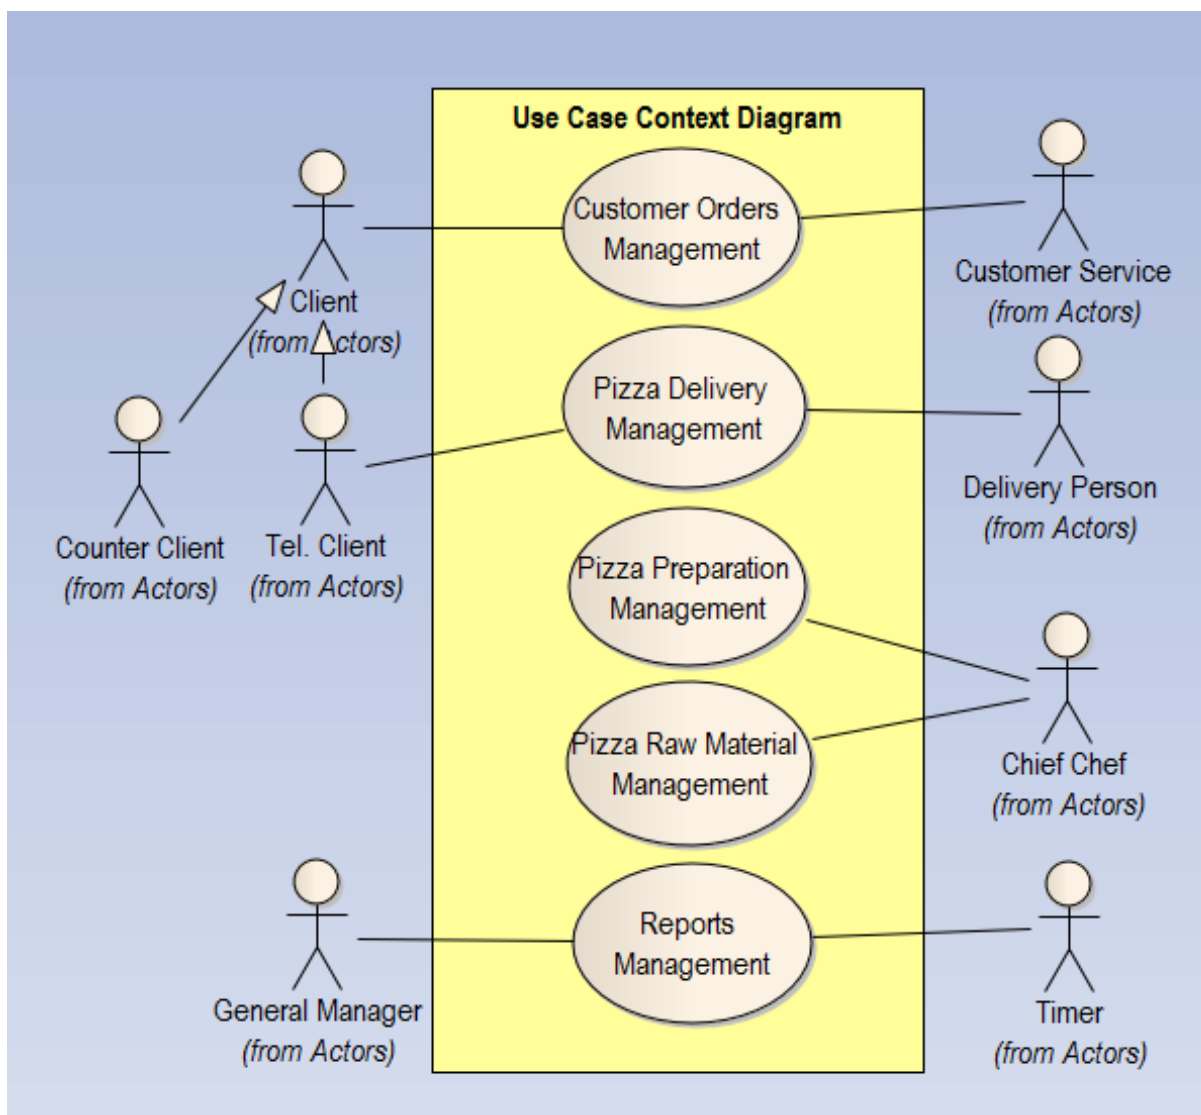 Use Case Context Diagram
Customer Orders
Management
Client
(from Actors)
Customer Service
(from Actors)
Pizza Delivery
Management
Counter Client
(from Actors)
Tel. Client
(from Actors)
Delivery Person
(from Actors)
Pizza Preparation
Management
Pizza Raw Material
Management
Chief Chef
(from Actors)
Reports
Management
General Manager
(from Actors)
Timer
(from Actors)